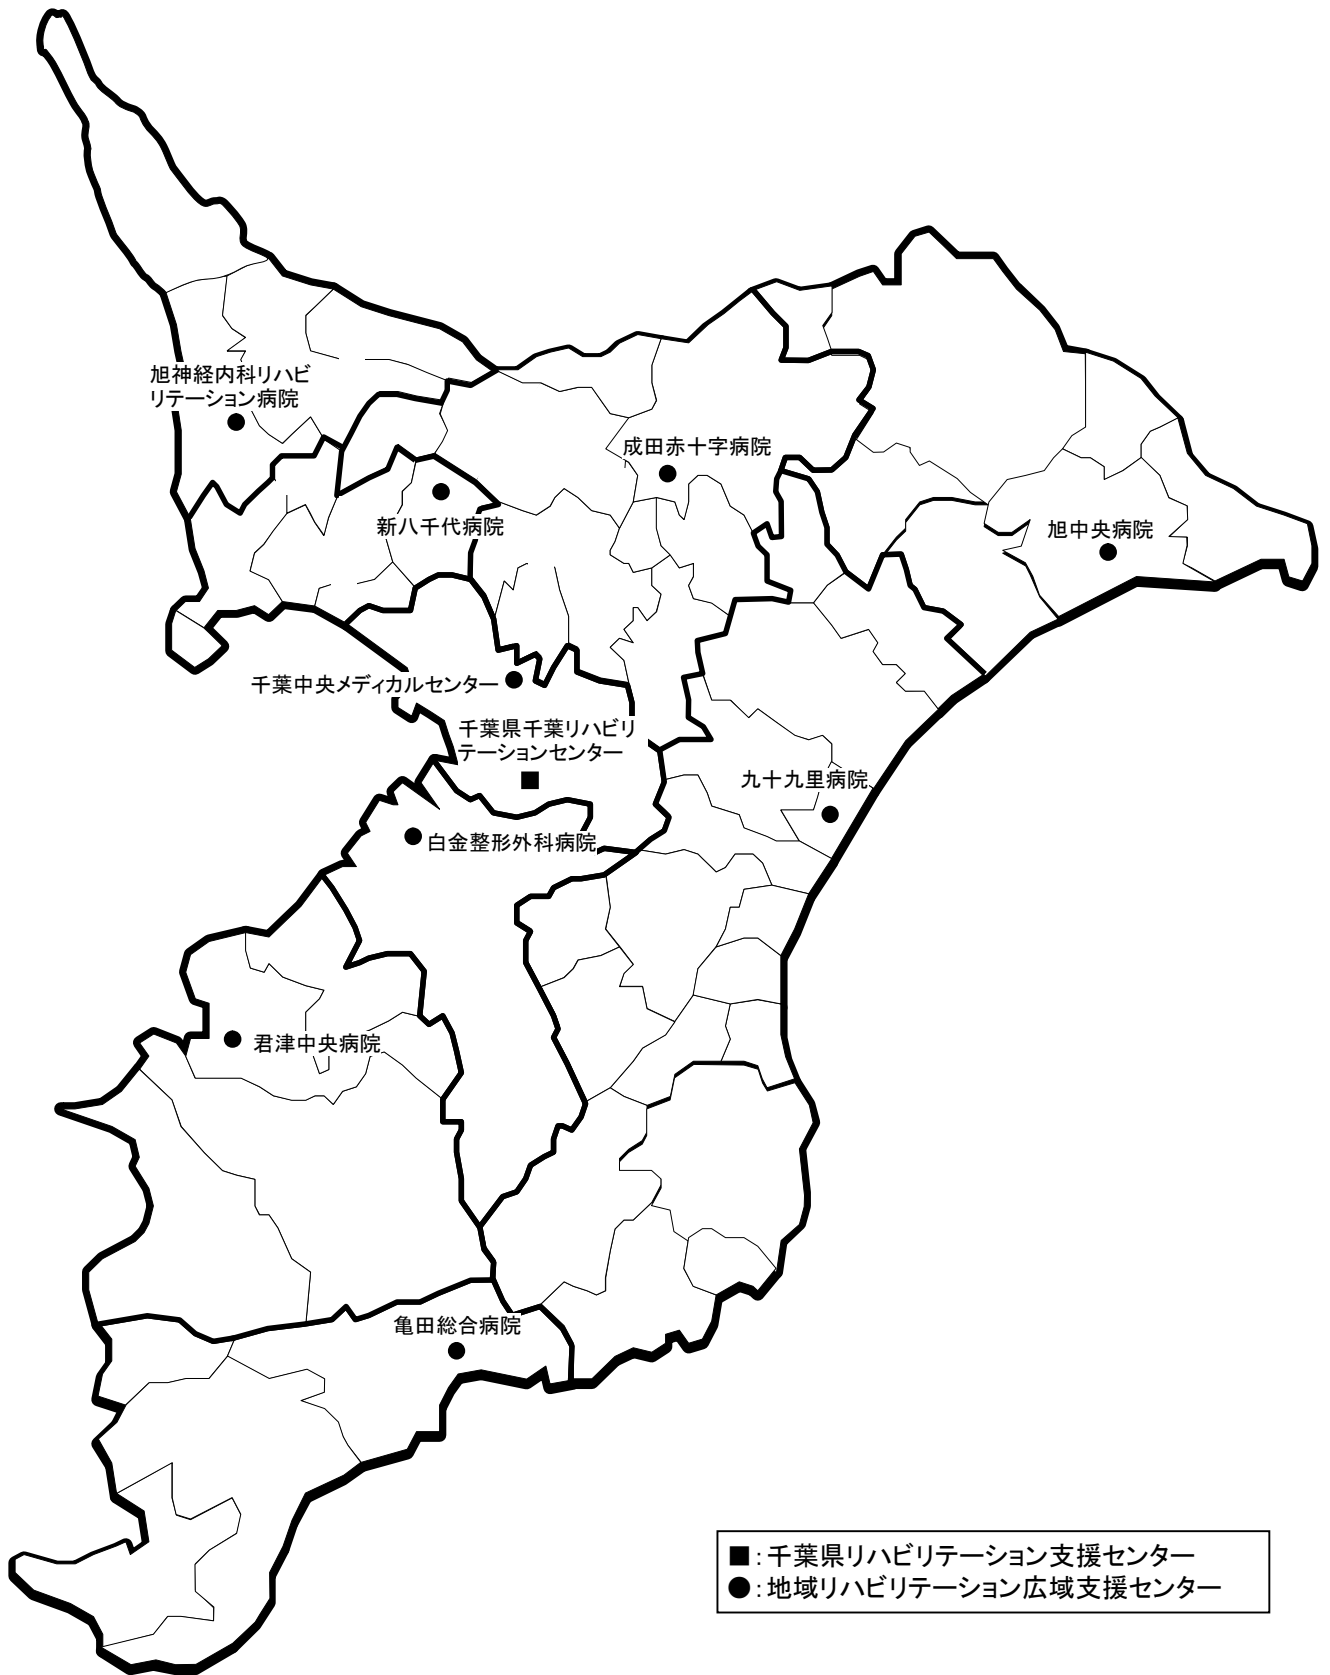 旭神経内科リハビ
リテーション病院
成田赤十字病院
新八千代病院
旭中央病院
千葉中央メディカルセンター
千葉県千葉リハビリ
テーションセンター
九十九里病院
白金整形外科病院
君津中央病院
亀田総合病院
■：千葉県リハビリテーション支援センター
●：地域リハビリテーション広域支援センター